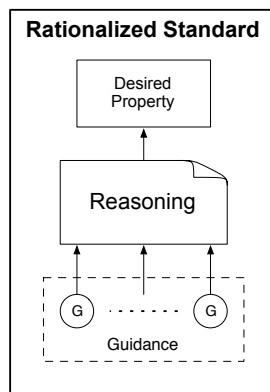 Rationalized Standard
Desired
Property
Reasoning
G G
Guidance